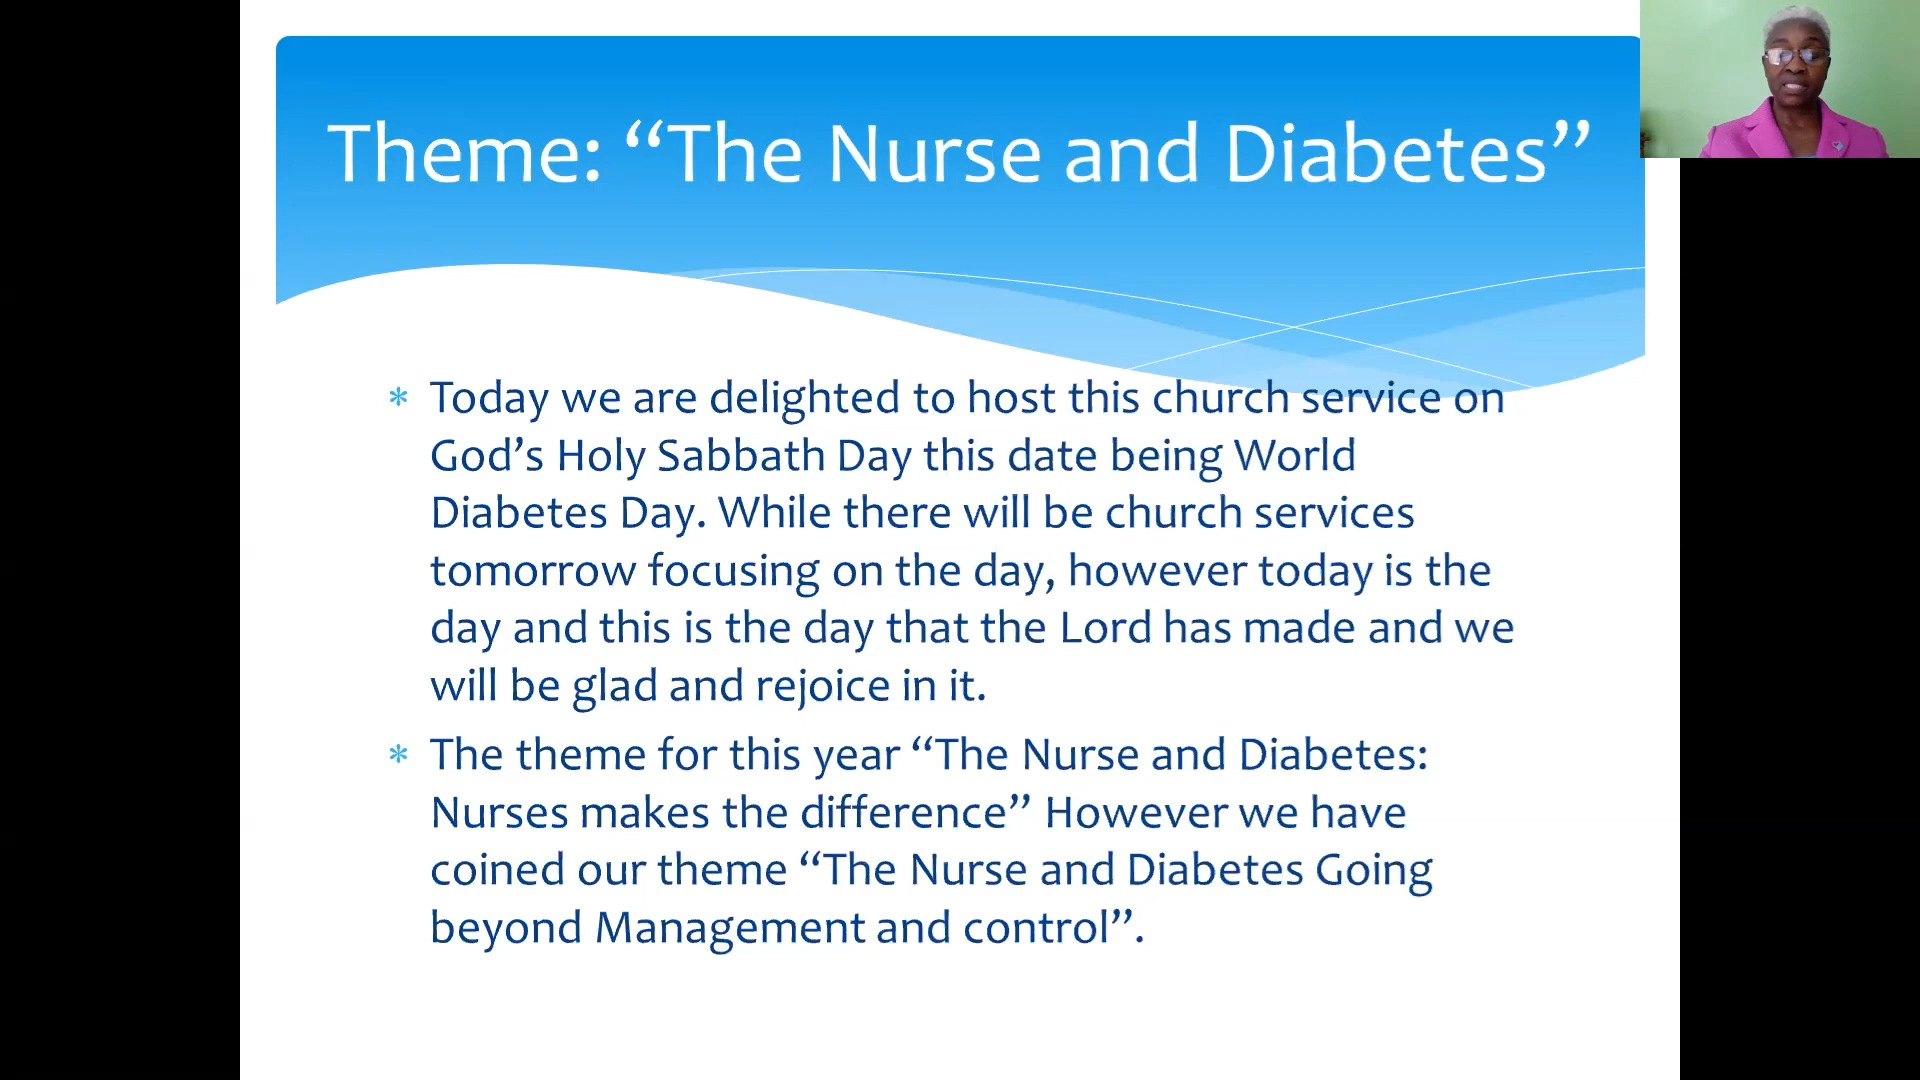 Theme: “The Nurse and Diabetes”
* Today we are delighted to host this church service on
God’s Holy Sabbath Day this date being World
Diabetes Day. While there will be church services
tomorrow focusing on the day, however today is the
day and this is the day that the Lord has made and we
will be glad and rejoice in it.
* The theme for this year “The Nurse and Diabetes:
Nurses makes the difference” However we have
coined our theme “The Nurse and Diabetes Going
beyond Management and control”.